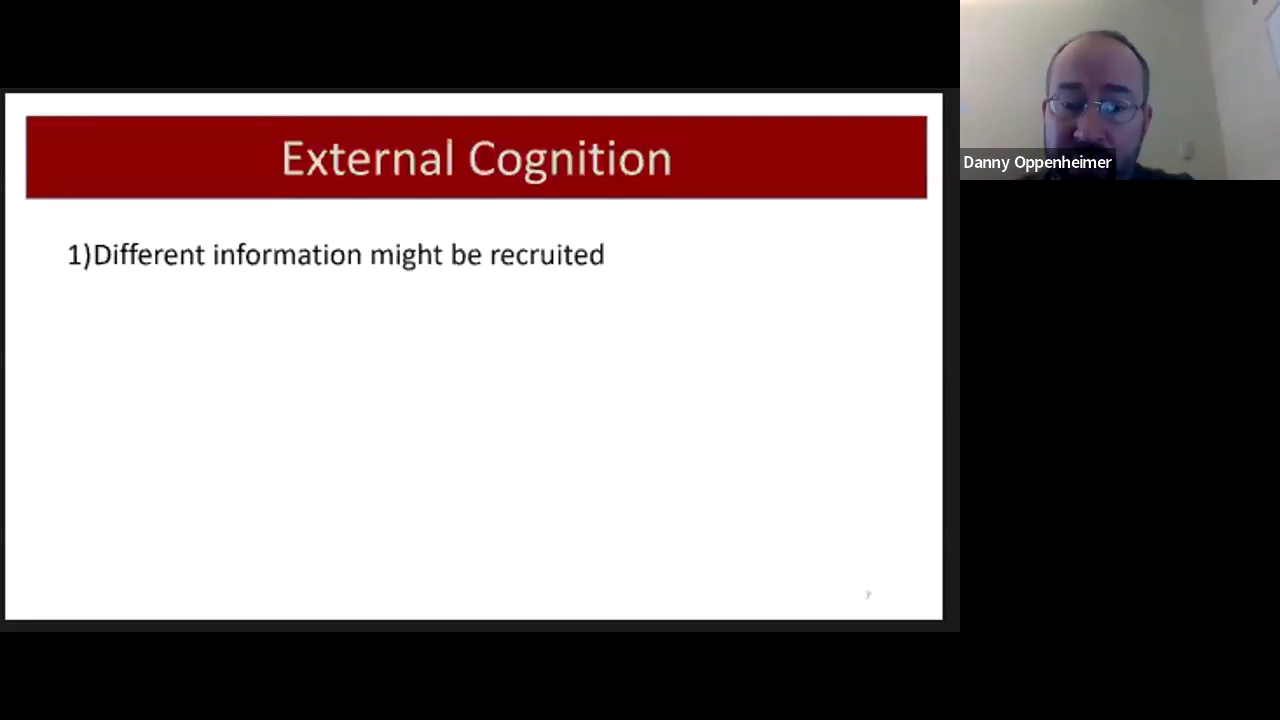 External Cognition
1)Different information might be recruited
Danny Oppenheimer